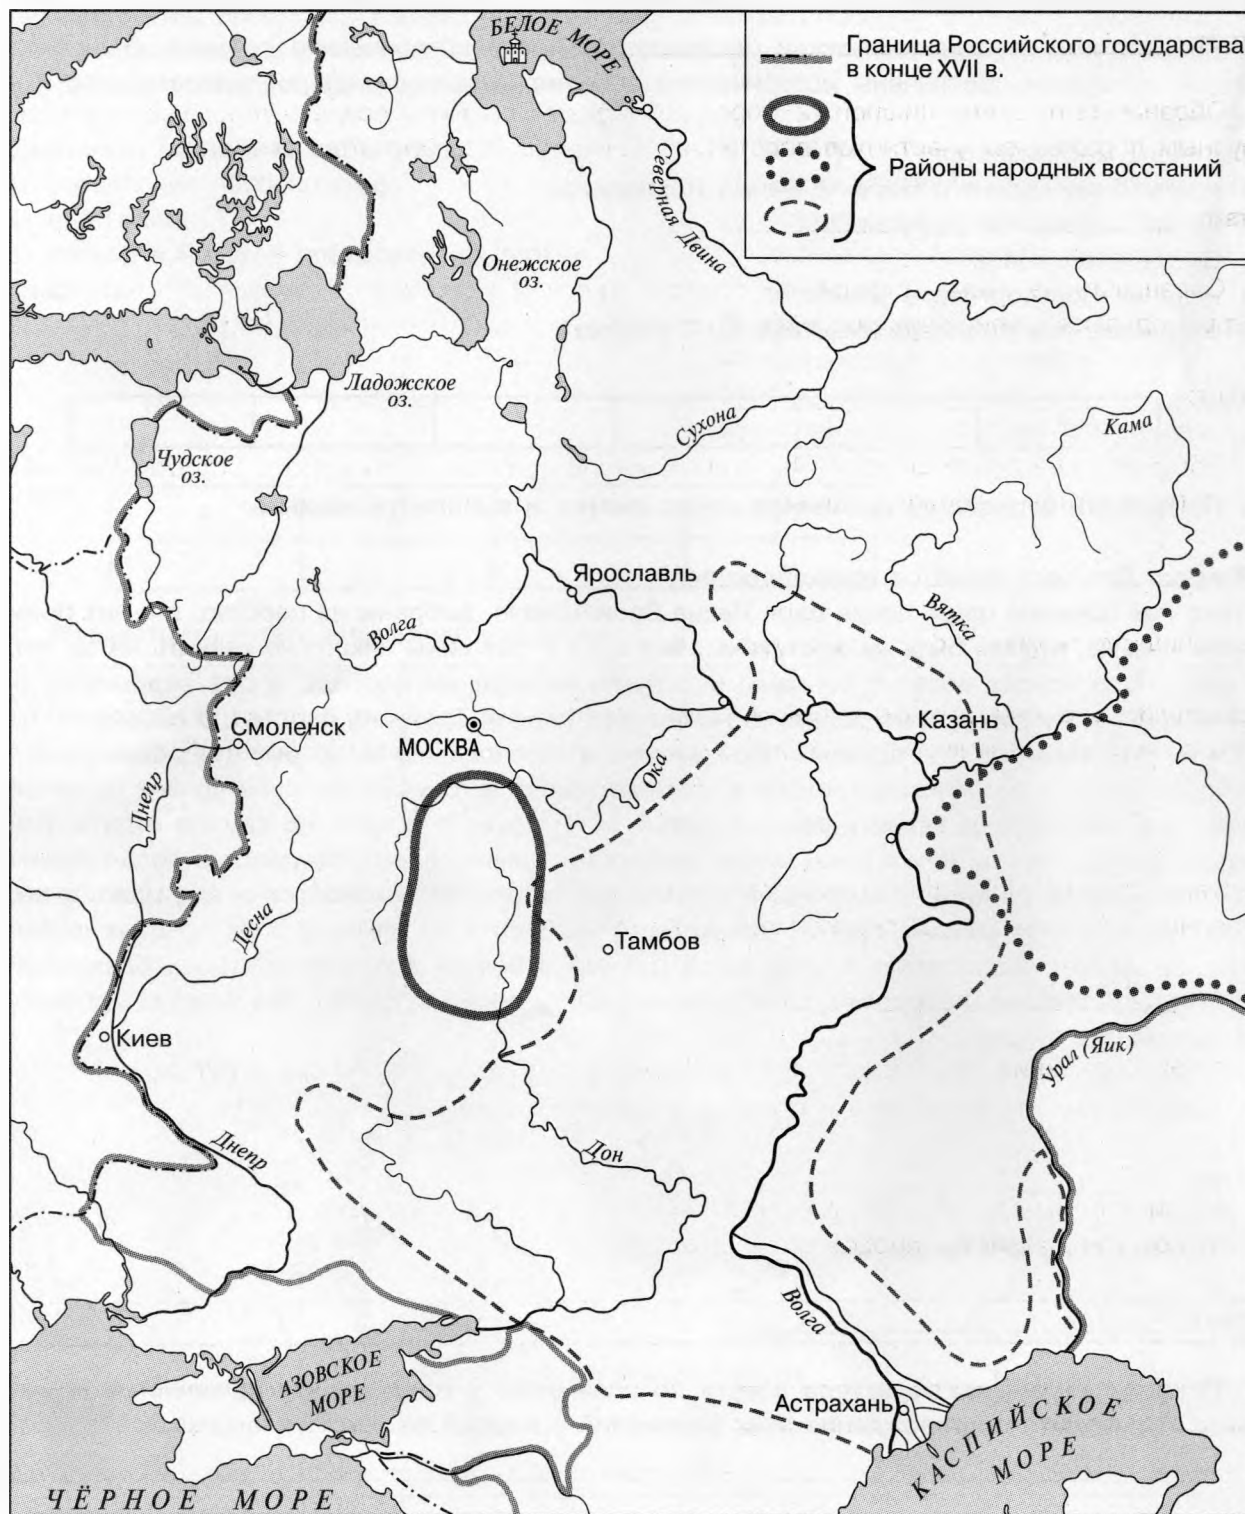 БЕЛОЕ МОРЕ
Граница Российского государства
в конце XVII в.
Районы народных восстаний
Северная Двина
Онежское
оз.
Ладожское
оз.
Сухона
Кама
Чудское
оз.
Ярославль
Вятка
Волга
Смоленск
МОСКВА
Казань
Ока
Днепр
Десна
Тамбов
Киев
Урал (Яик)
Днепр
Дон
Волга
АЗОВСКОЕ
МОРЕ
Астрахань
КАСПИЙСКОЕ
МОРЕ
ЧЁРНОЕ МОРЕ